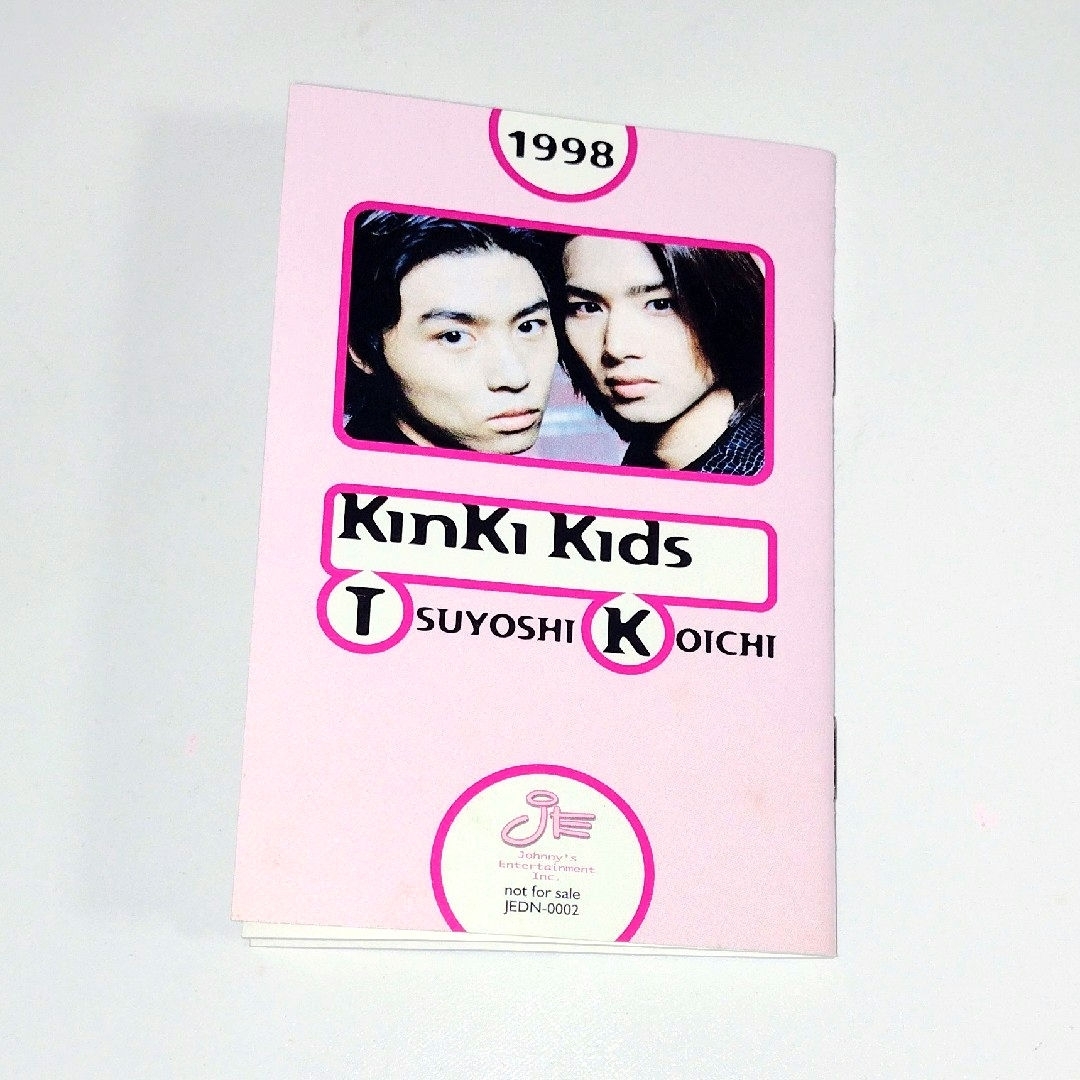 1998
KinKi Kids
TSUYOSHI KOICHI
JE
Johnny's
Entertainment
Inc.
not for sale
JEDN-0002